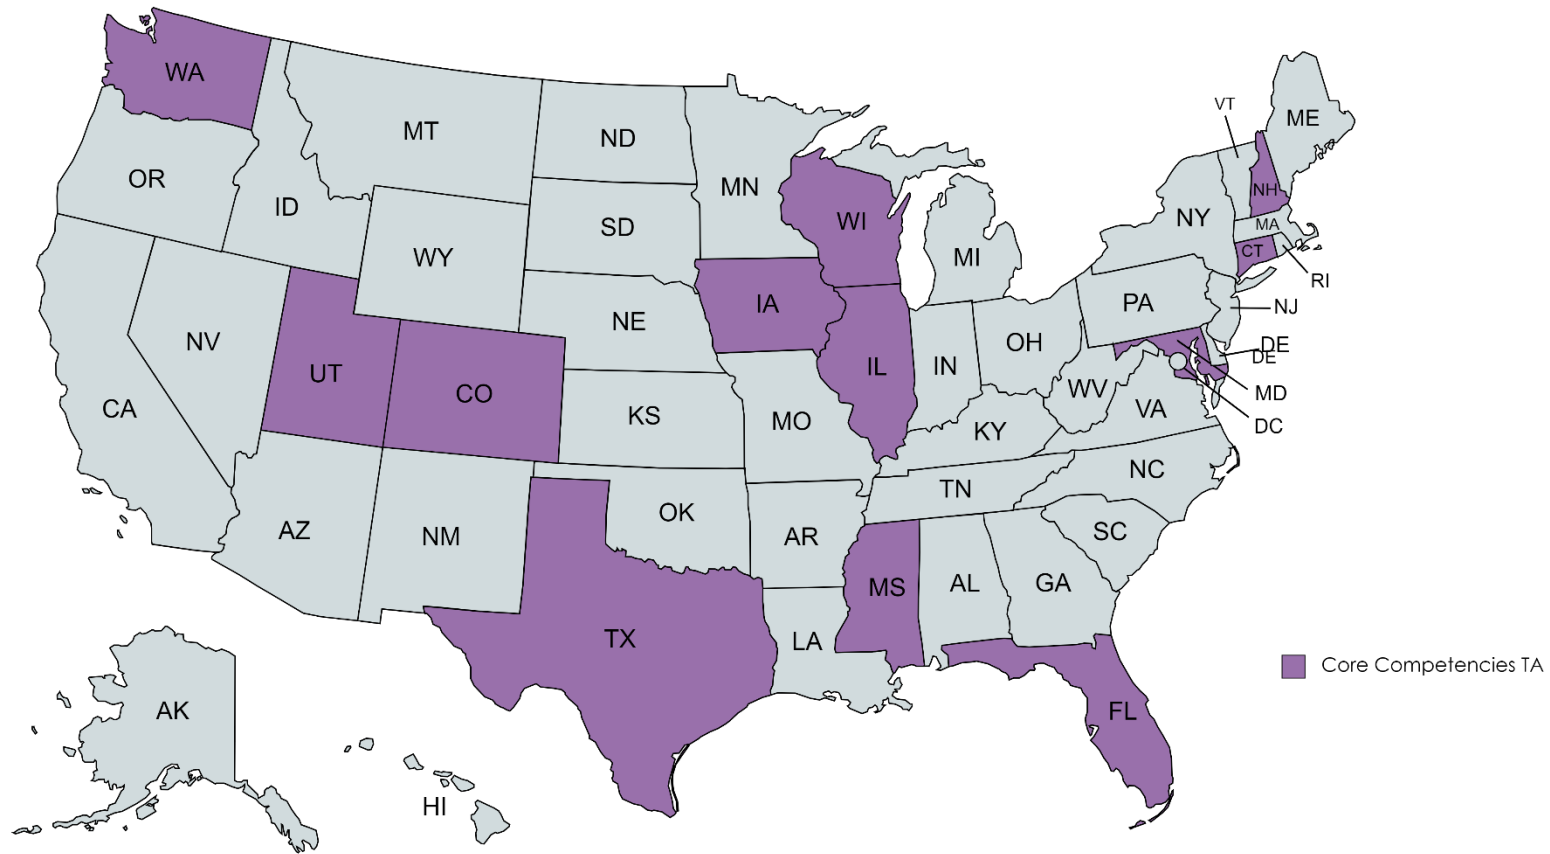 WA
MT
ND
MN
VT
ME
OR
ID
SD
WI
NY
NH
MA
WY
MI
CT
RI
IA
NE
PA
NJ
NV
OH
DE
DE
UT
CO
IL
IN
WV
MD
CA
KS
MO
KY
VA
DC
NC
TN
AZ
NM
OK
AR
SC
MS
AL
GA
TX
LA
Core Competencies TA
AK
FL
HI